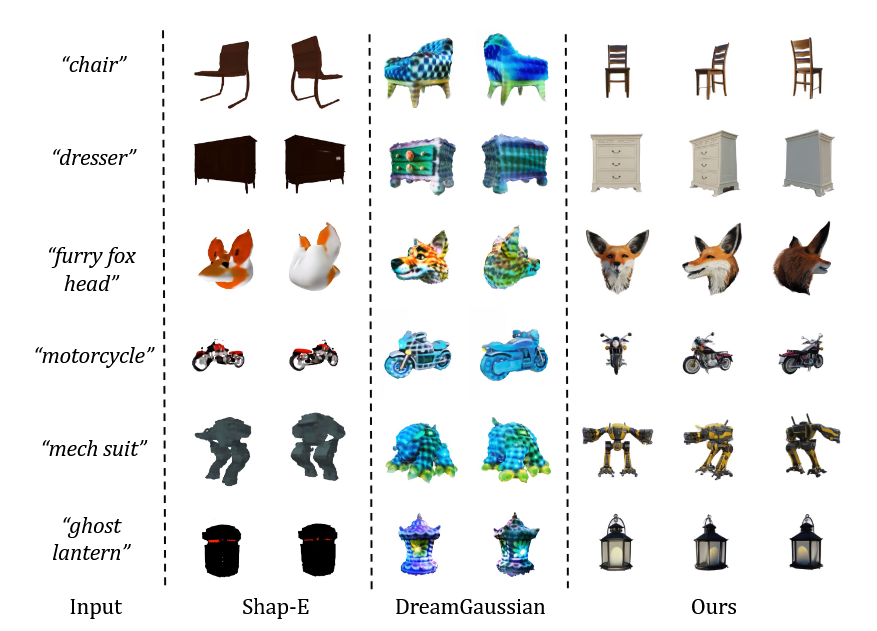 “chair”
“dresser”
“furry fox
head”
“motorcycle”
“mech suit”
“ghost
lantern”
Input
Shap-E
DreamGaussian
Ours